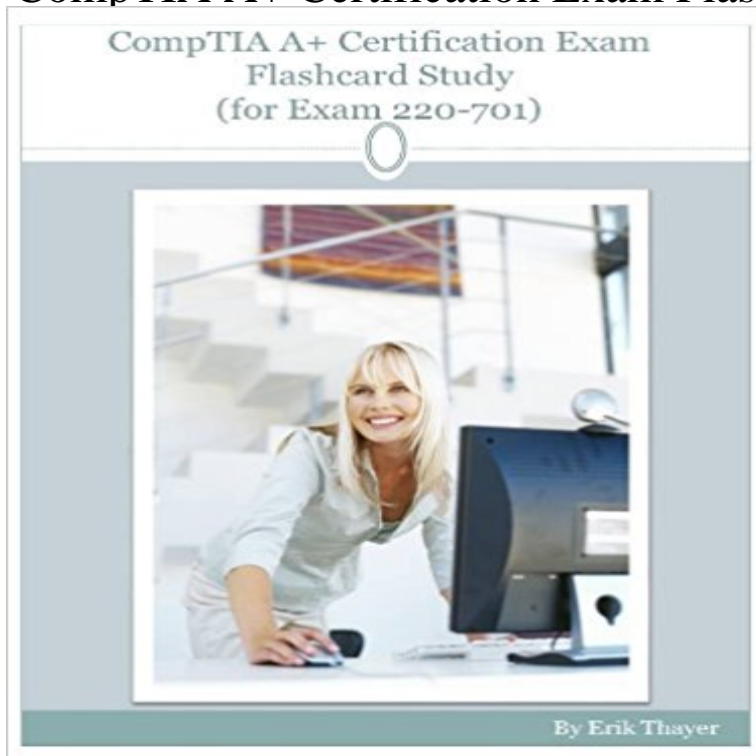 CompTIA A+ Certification Exam
Flashcard Study
(for Exam 220-701)
By Erik Thayer